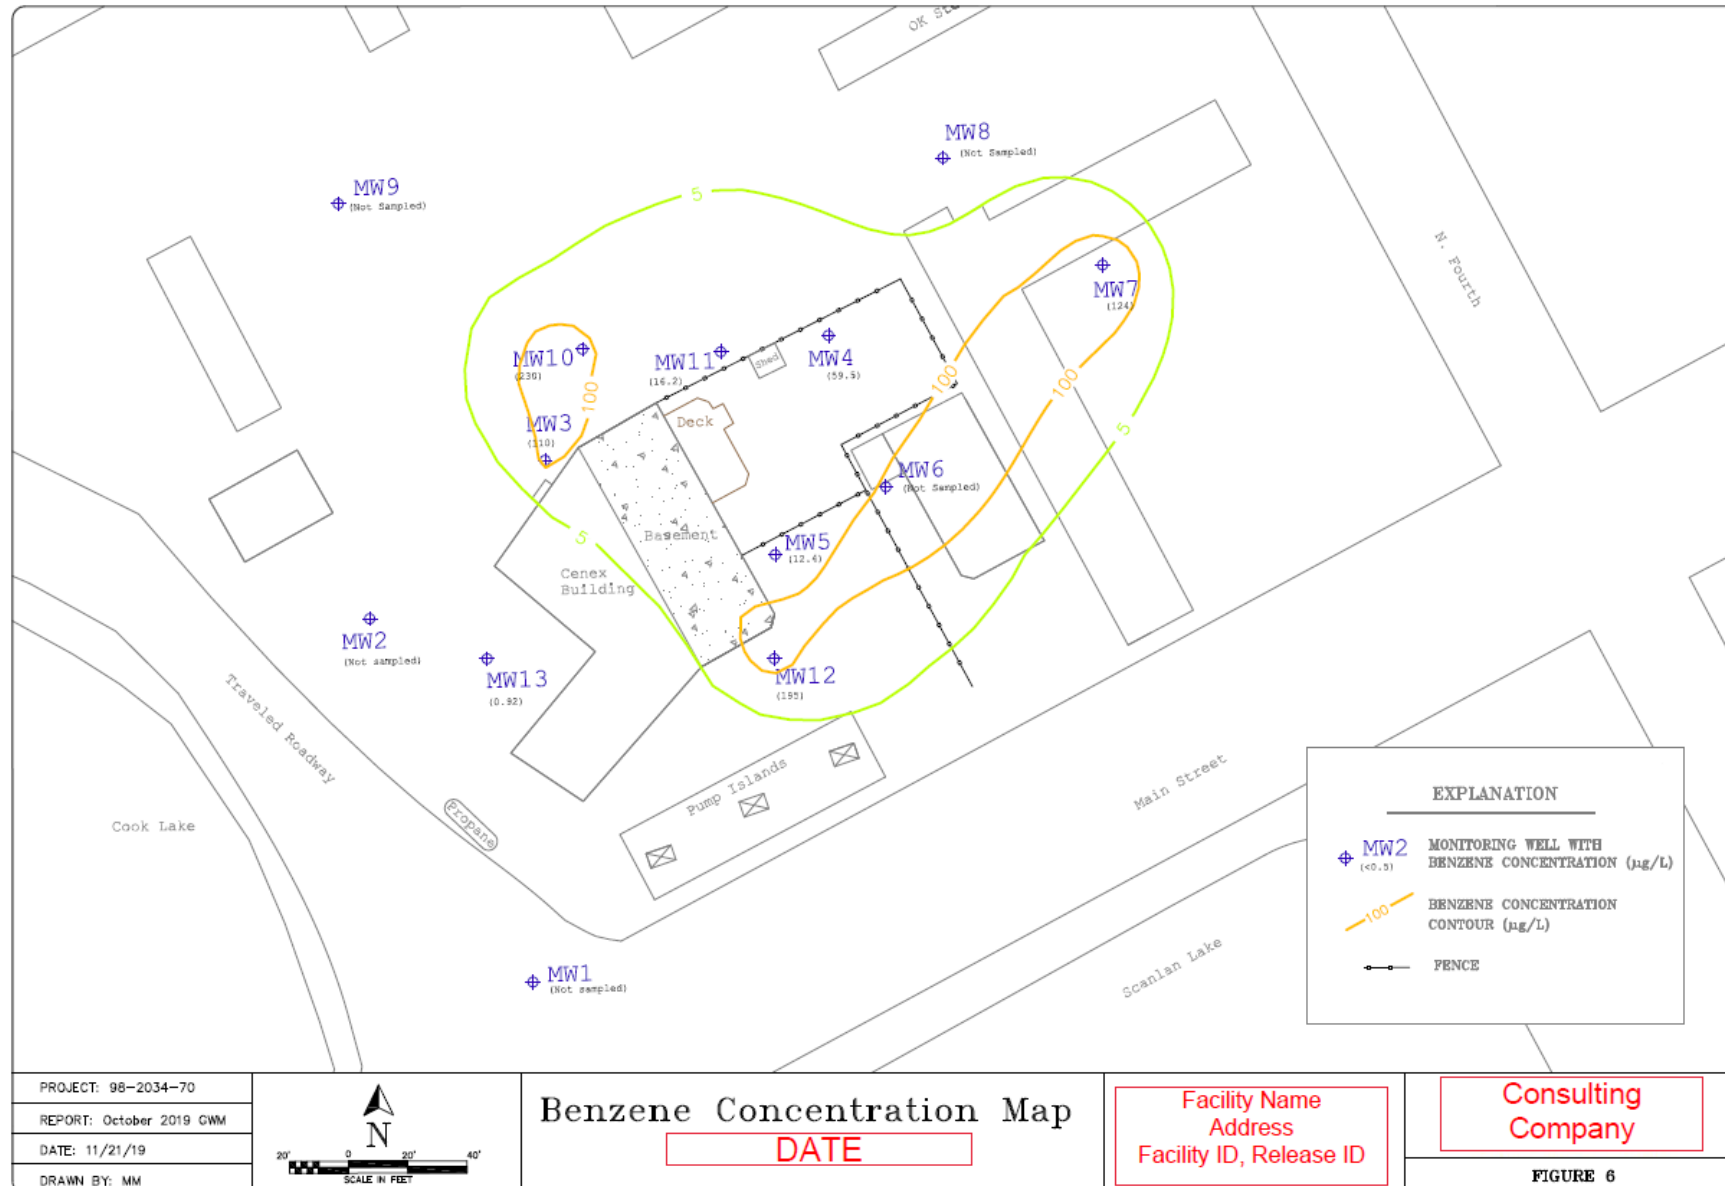 OK St
MW8
(Not Sampled)
MW9
(Not Sampled)
5
N. Fourth
MW7
(124)
MW10
(230)
MW11
(16.2)
Shed
MW4
(59.5)
100
100
100
MW3
(110)
Deck
5
MW6
(Not Sampled)
5
Basement
MW5
(12.4)
Cenex
Building
MW2
(Not sampled)
MW13
(0.92)
MW12
(195)
Traveled Roadway
Pump Islands
Main Street
Propane
Cook Lake
Scanlan Lake
MW1
(Not sampled)
EXPLANATION
MW2
(<0.5)
MONITORING WELL WITH
BENZENE CONCENTRATION (µg/L)
100
BENZENE CONCENTRATION
CONTOUR (µg/L)
FENCE
PROJECT: 98-2034-70
REPORT: October 2019 GWM
DATE: 11/21/19
DRAWN BY: MM
N
20' 0 20' 40'
SCALE IN FEET
Benzene Concentration Map
DATE
Facility Name
Address
Facility ID, Release ID
Consulting
Company
FIGURE 6